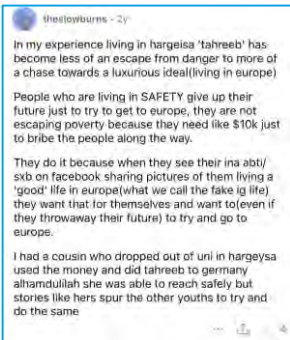 theslowburns · 2y
In my experience living in hargeisa 'tahreeb' has
become less of an escape from danger to more of
a chase towards a luxurious ideal(living in europe)
People who are living in SAFETY give up their
future just to try to get to europe, they are not
escaping poverty because they need like $10k just
to bribe the people along the way.
They do it because when they see their ina abti/
sxb on facebook sharing pictures of them living a
'good' life in europe(what we call the fake ig life)
they want that for themselves and want to(even if
they throwaway their future) to try and go to
europe.
I had a cousin who dropped out of uni in hargeysa
used the money and did tahreeb to germany
alhamdulilah she was able to reach safely but
stories like hers spur the other youths to try and
do the same